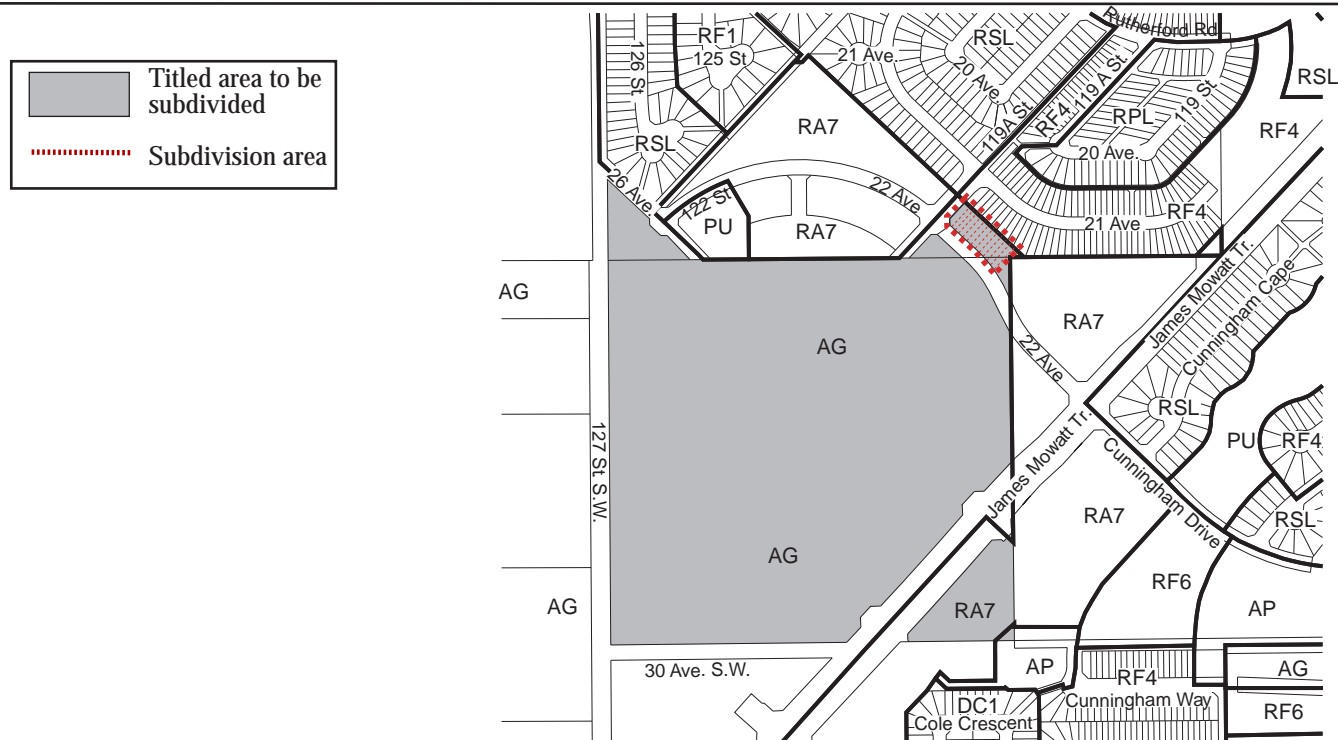 Titled area to be
subdivided
Subdivision area
Rutherford Rd
RF1
125 St
126 St.
21 Ave.
RSL
20 Ave.
119A St
RF4
119 A St.
RPL
119 St
RSL
RF4
RA7
RSL
20 Ave.
26 Ave.
122 St
PU
22 Ave
RA7
RF4
21 Ave
AG
RA7
AG
22 Ave
James Mowatt Tr.
Cunningham Cape
RSL
PU
RF4
127 St S.W.
James Mowatt Tr.
Cunningham Drive
RA7
RSL
AG
RF6
AG
RA7
AP
30 Ave. S.W.
AP
RF4
AG
DC1
Cunningham Way
Cole Crescent
RF6